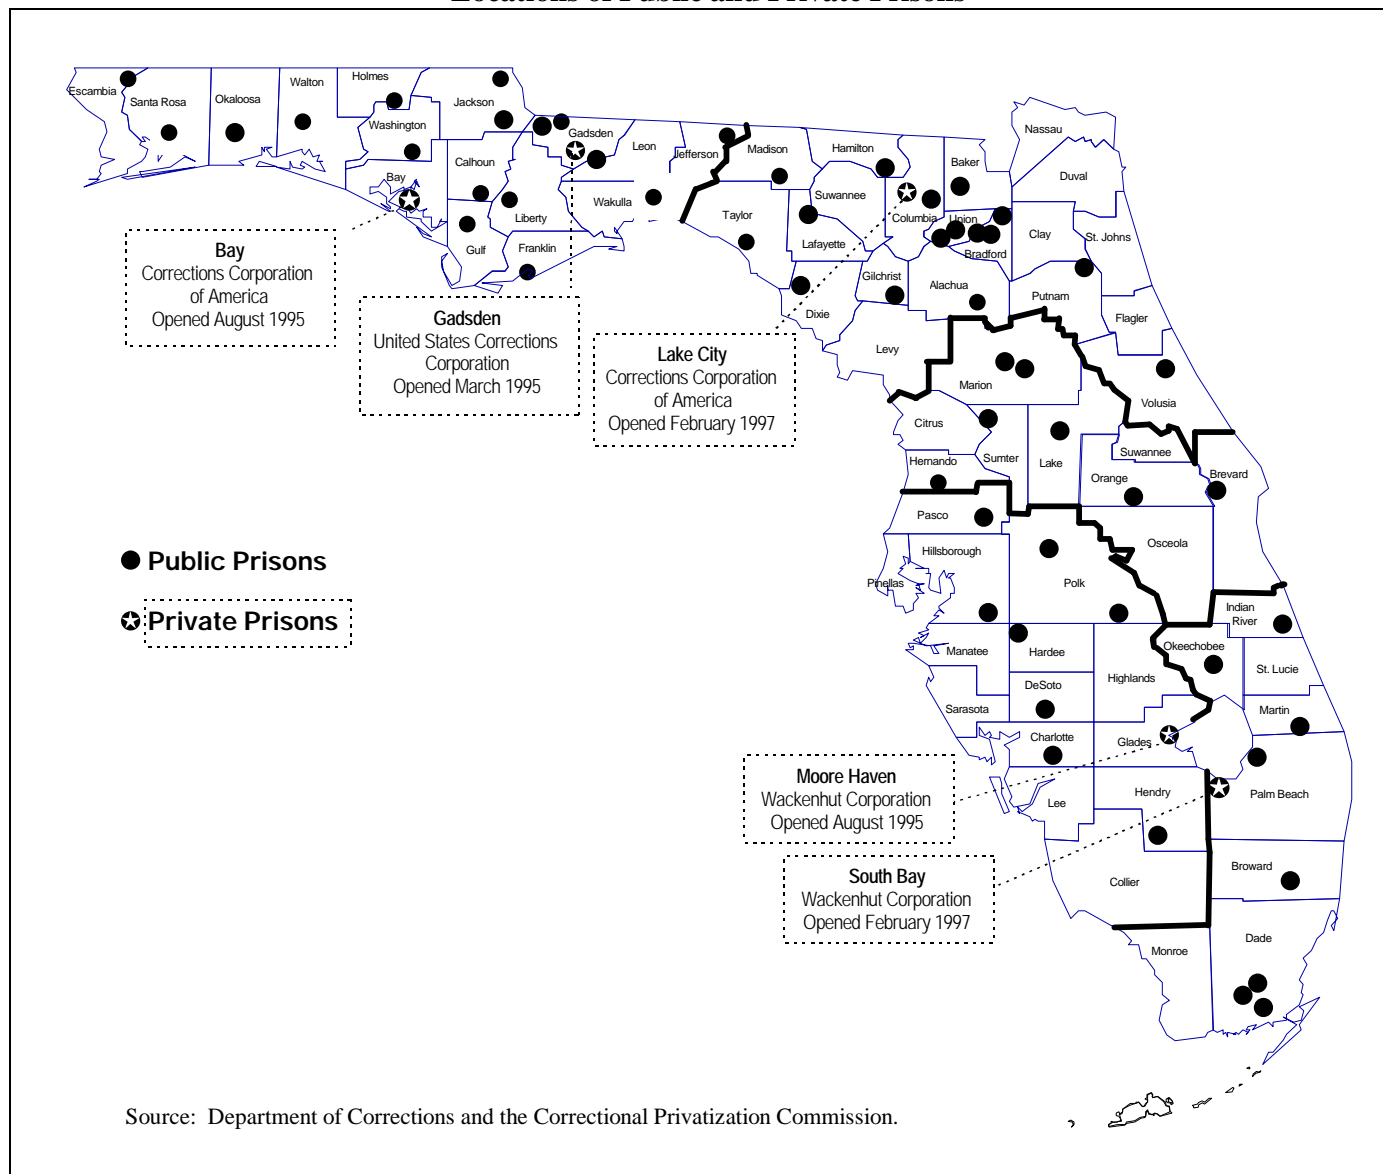 Locations of Public and Private Prisons
Escambia
Santa Rosa
Okaloosa
Walton
Holmes
Washington
Jackson
Bay
Calhoun
Gulf
Liberty
Franklin
Gadsden
Leon
Wakulla
Jefferson
Madison
Taylor
Hamilton
Suwannee
Lafayette
Dixie
Columbia
Gilchrist
Levy
Baker
Union
Bradford
Alachua
Nassau
Duval
Clay
St. Johns
Putnam
Flagler
Volusia
Marion
Citrus
Hernando
Sumter
Lake
Suwannee
Orange
Brevard
Pasco
Hillsborough
Pinellas
Polk
Osceola
Indian
River
Manatee
Hardee
Highlands
Okeechobee
St. Lucie
Sarasota
DeSoto
Martin
Charlotte
Glades
Lee
Hendry
Palm Beach
Collier
Broward
Monroe
Dade
Bay
Corrections Corporation
of America
Opened August 1995
Gadsden
United States Corrections
Corporation
Opened March 1995
Lake City
Corrections Corporation
of America
Opened February 1997
Public Prisons
Private Prisons
Moore Haven
Wackenhut Corporation
Opened August 1995
South Bay
Wackenhut Corporation
Opened February 1997
Source: Department of Corrections and the Correctional Privatization Commission.